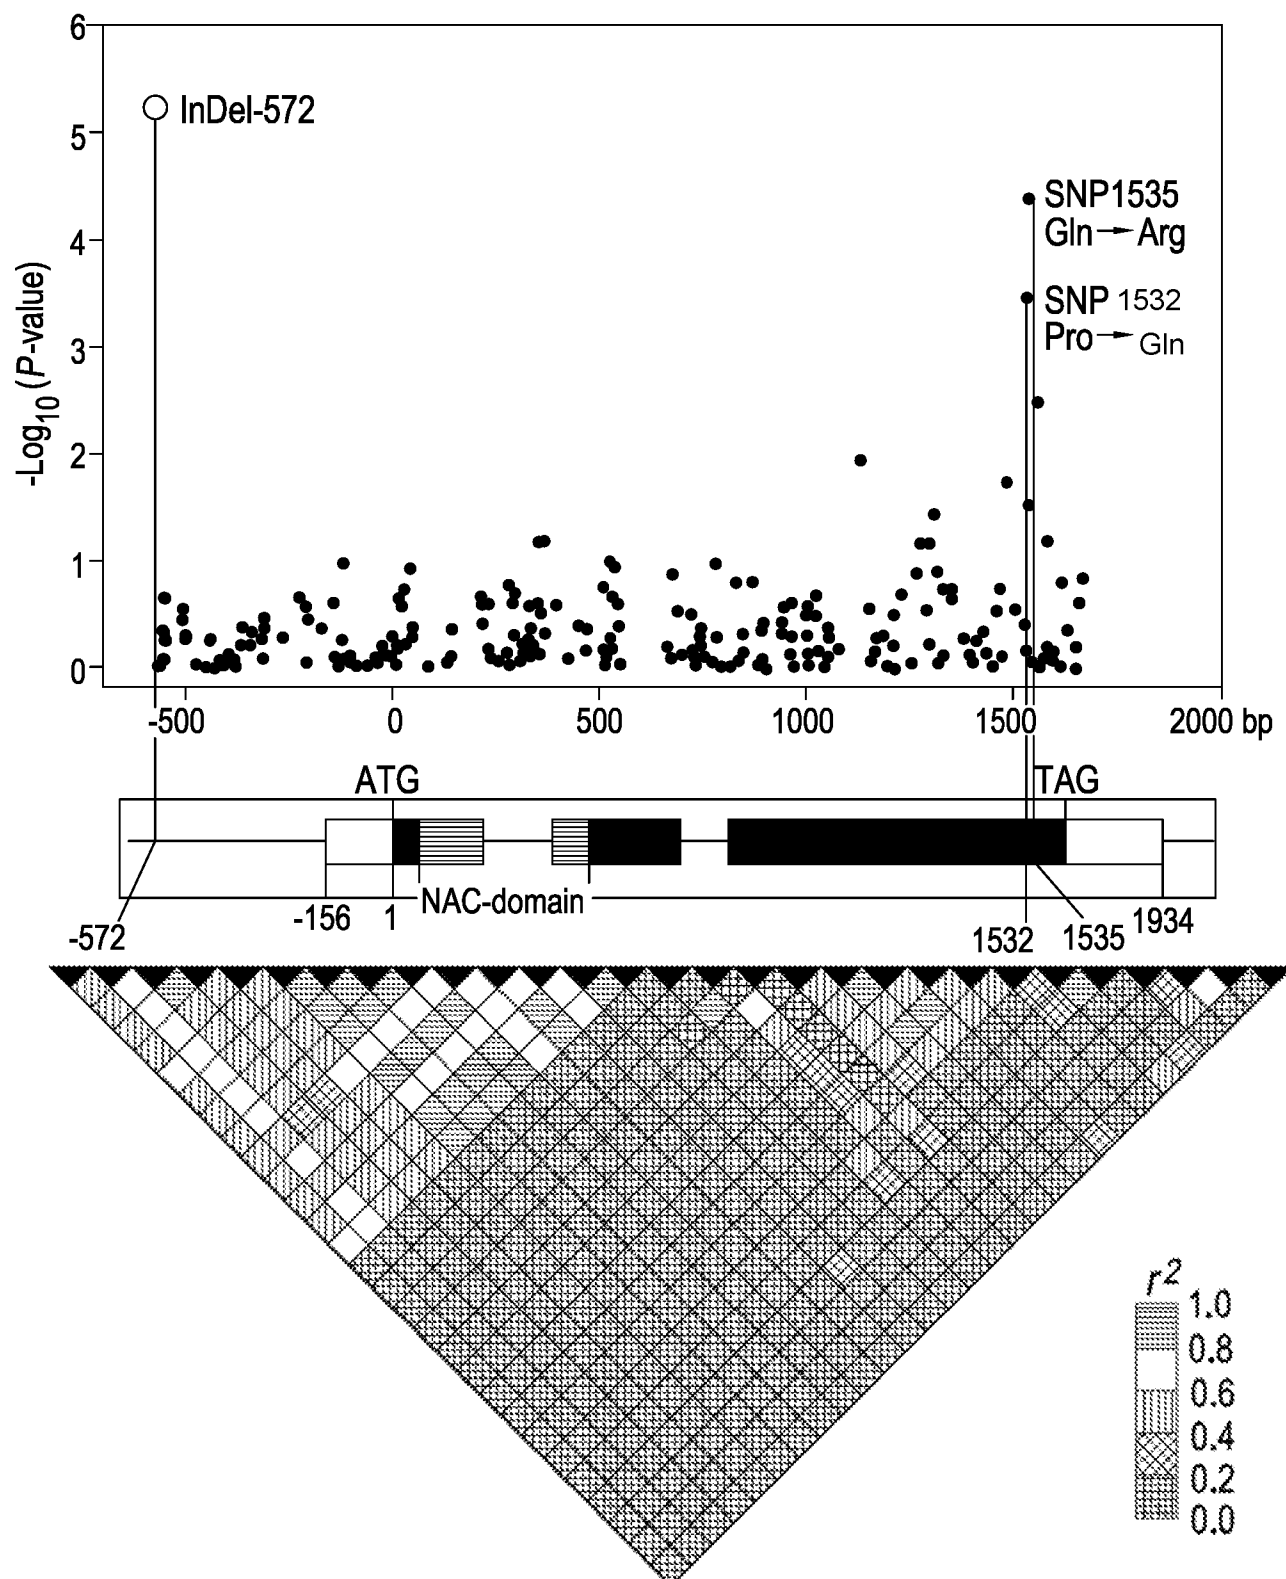 6
InDel-572
5
SNP1535
4
Gln → Arg
SNP 1532
3
Pro → Gln
-Log10 (P-value)
2
1
0
-500 0 500 1000 1500 2000 bp
ATG TAG
NAC-domain
-156 1 1934
-572 1532 1535
r2
1.0
0.8
0.6
0.4
0.2
0.0